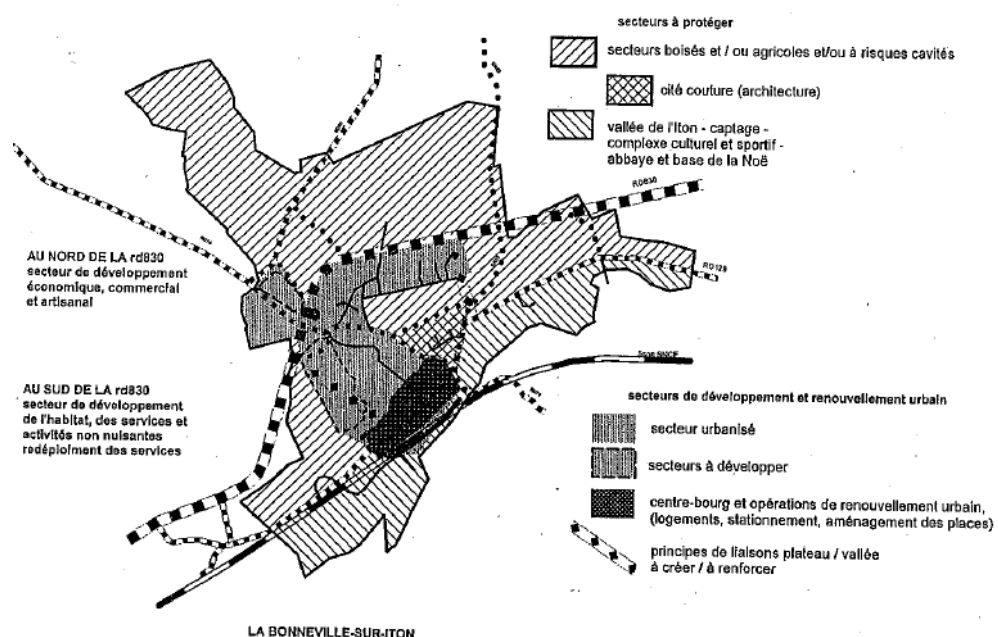 secteurs à protéger
secteurs boisés et / ou agricoles et/ou à risques cavités
cité couture (architecture)
vallée de l'Iton - captage -
complexe culturel et sportif -
abbaye et base de la Noë
RD830
RD129
AU NORD DE LA rd830
secteur de développement
économique, commercial
et artisanal
ligne SNCF
AU SUD DE LA rd830
secteur de développement
de l'habitat, des services et
activités non nuisantes
redéploiment des services
secteurs de développement et renouvellement urbain
secteur urbanisé
secteurs à développer
centre-bourg et opérations de renouvellement urbain,
(logements, stationnement, aménagement des places)
principes de liaisons plateau / vallée
à créer / à renforcer
LA BONNEVILLE-SUR-ITON